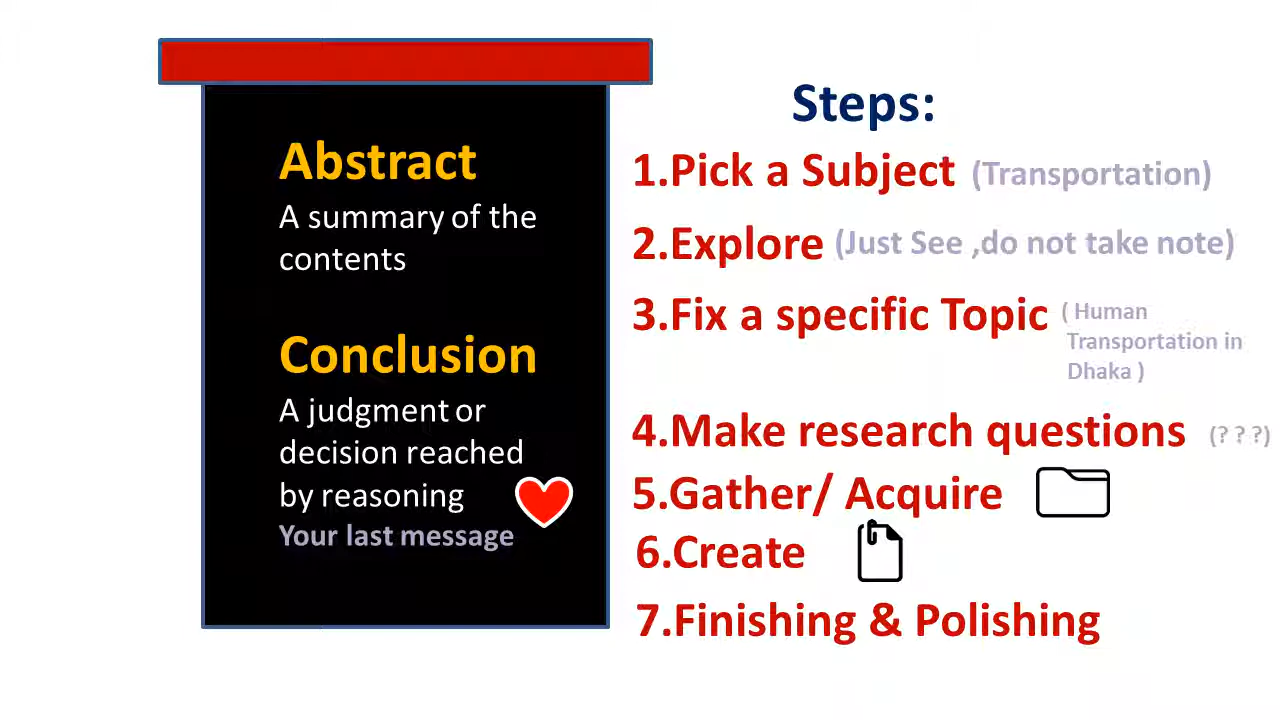 Abstract
A summary of the
contents
Conclusion
A judgment or
decision reached
by reasoning
Your last message
Steps:
1.Pick a Subject (Transportation)
2.Explore (Just See ,do not take note)
3.Fix a specific Topic ( Human
Transportation in
Dhaka )
4.Make research questions (? ? ?)
5.Gather/ Acquire
6.Create
7.Finishing & Polishing